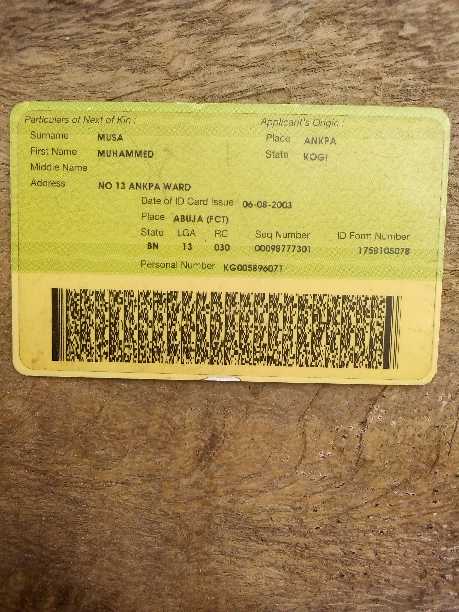 Particulars of Next of Kin : Applicant's Origin :
Surname MUSA Place ANKPA
First Name MUHAMMED State KOGI
Middle Name
Address NO 13 ANKPA WARD
Date of ID Card Issue 06-08-2003
Place ABUJA (FCT)
State LGA RC Seq Number ID Form Number
BN 13 030 00098777301 1758105078
Personal Number KG005896071